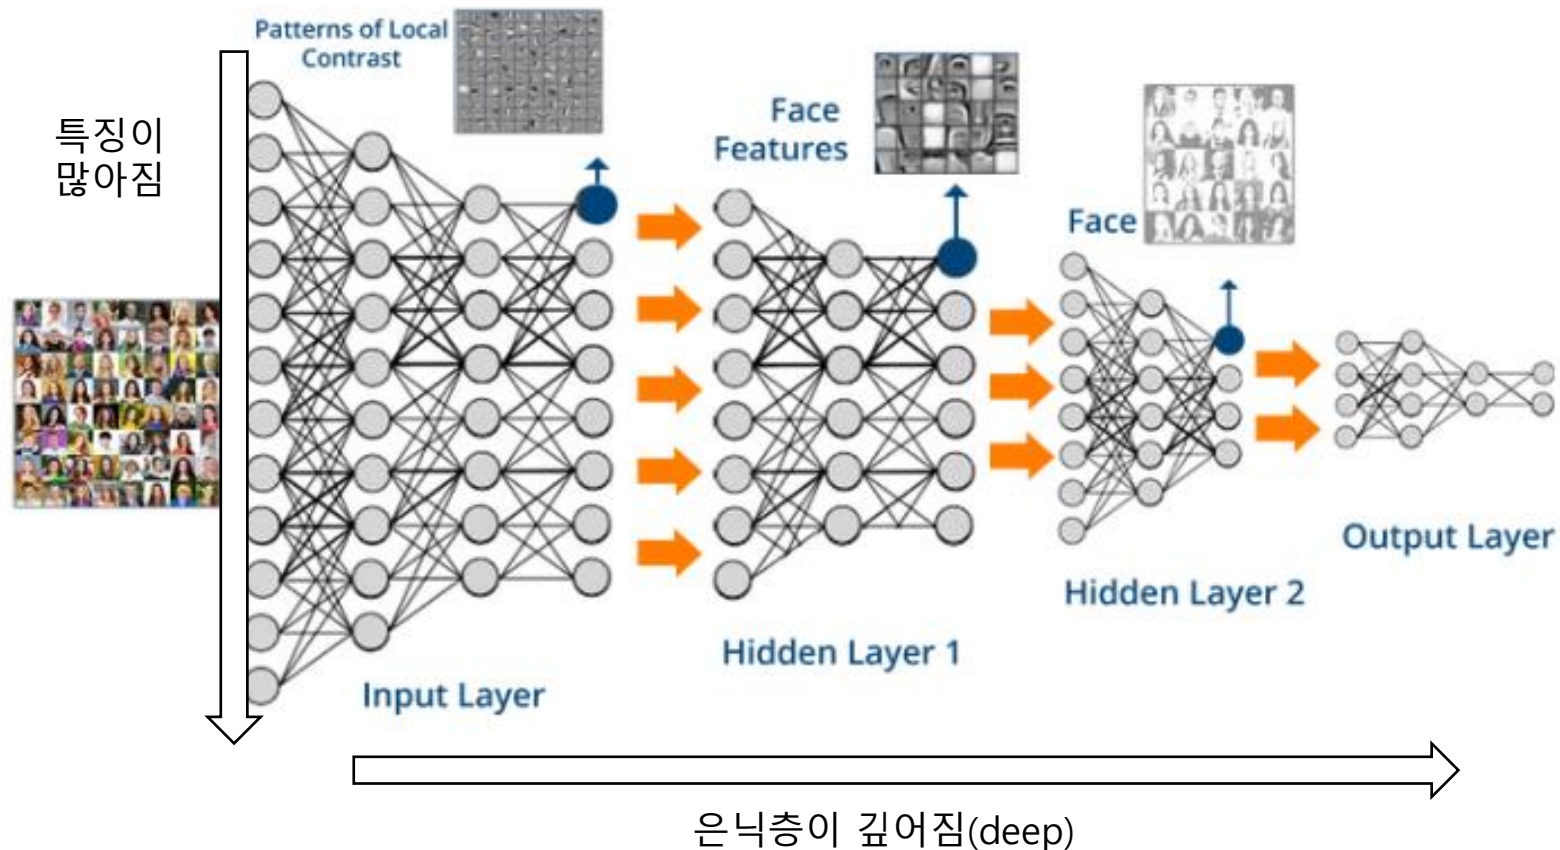 Patterns of Local
Contrast
특징이
많아짐
Face
Features
Face
Input Layer
Hidden Layer 1
Hidden Layer 2
Output Layer
은닉층이 깊어짐(deep)